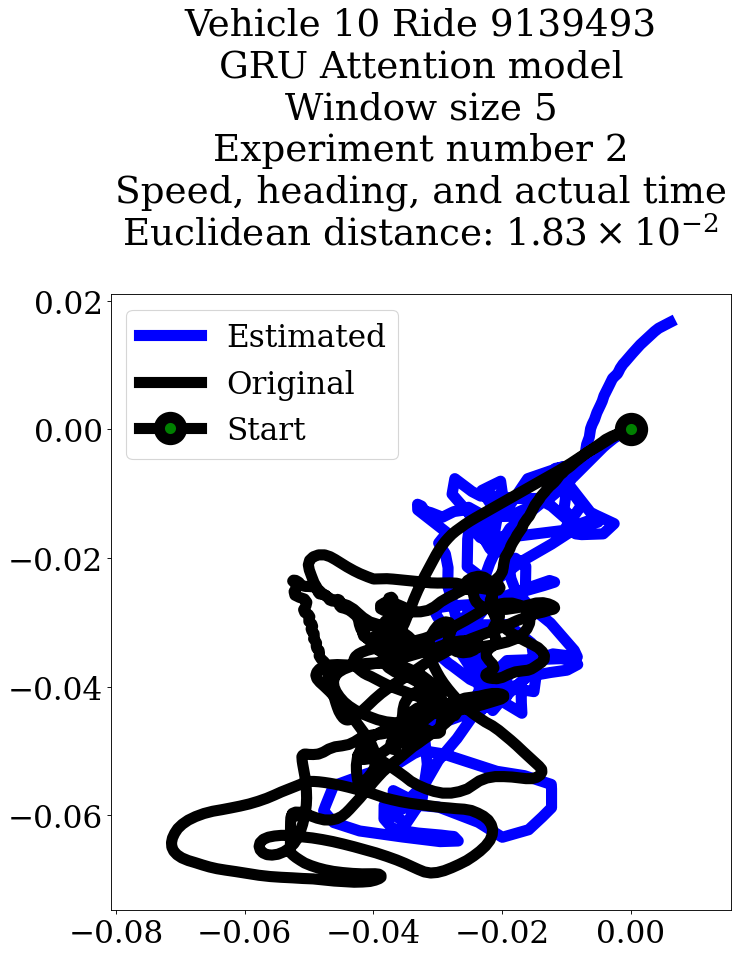 Vehicle 10 Ride 9139493
GRU Attention model
Window size 5
Experiment number 2
Speed, heading, and actual time
Euclidean distance: 1.83 × 10⁻²
0.02
0.00
−0.02
−0.04
−0.06
Estimated
Original
Start
−0.08 −0.06 −0.04 −0.02 0.00